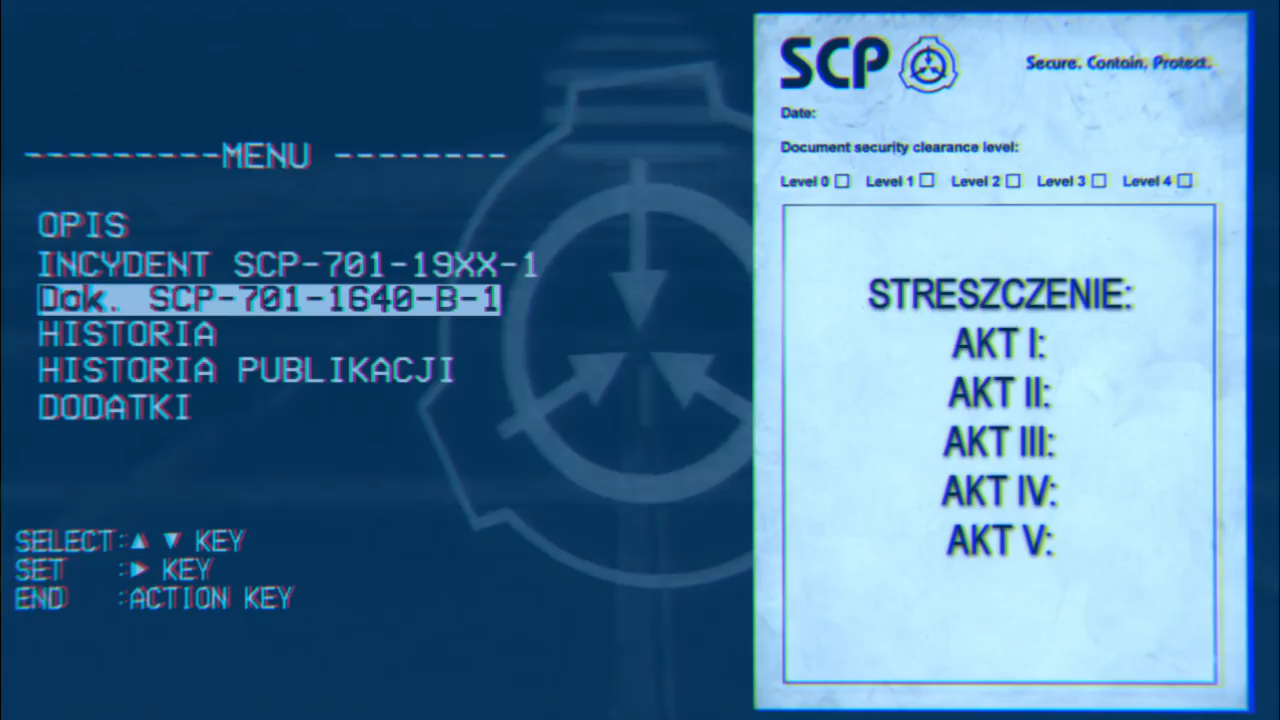 ---------MENU --------
OPIS
INCYDENT SCP-701-19XX-1
Dok. SCP-701-1640-B-1
HISTORIA
HISTORIA PUBLIKACJI
DODATKI
SELECT:▲ ▼ KEY
SET :► KEY
END :ACTION KEY
SCP Secure. Contain. Protect.
Date:
Document security clearance level:
Level 0 ☐ Level 1 ☐ Level 2 ☐ Level 3 ☐ Level 4 ☐
STRESZCZENIE:
AKT I:
AKT II:
AKT III:
AKT IV:
AKT V: